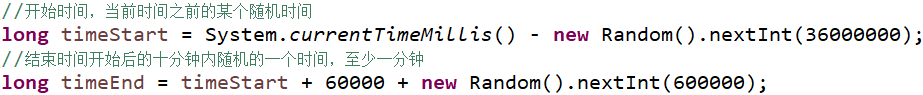 //开始时间，当前时间之前的某个随机时间
long timeStart = System.currentTimeMillis() - new Random().nextInt(36000000);
//结束时间开始后的十分钟内随机的一个时间，至少一分钟
long timeEnd = timeStart + 60000 + new Random().nextInt(600000);